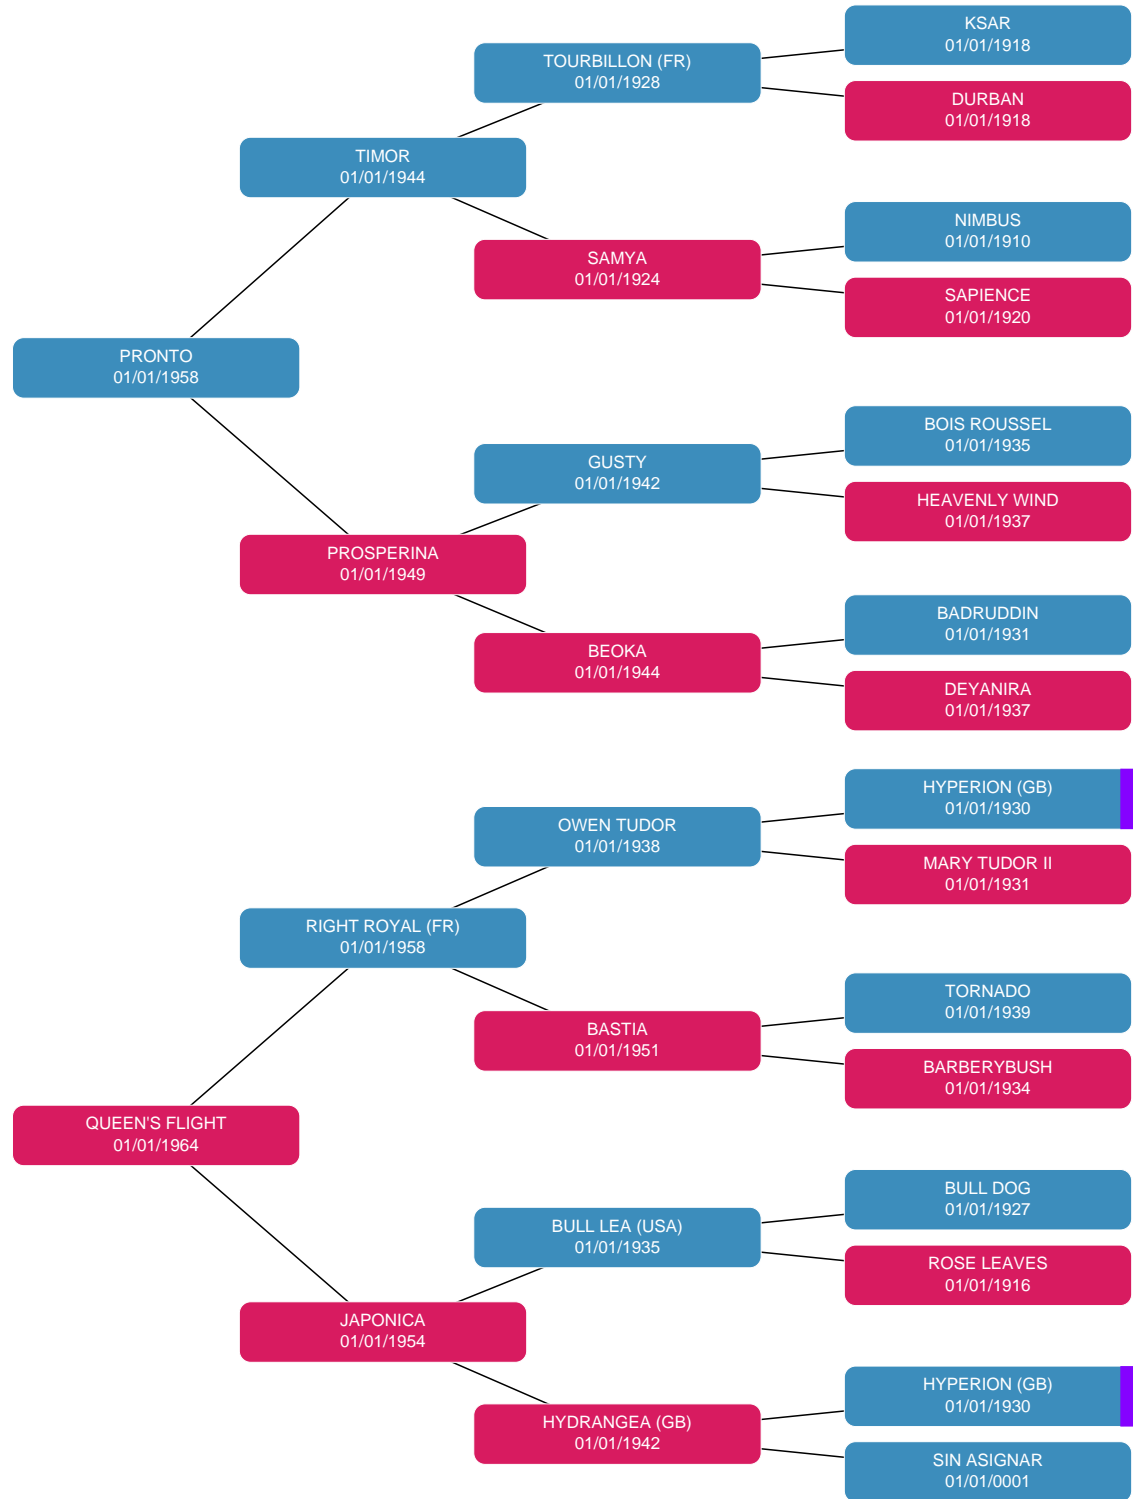 KSAR
01/01/1918
TOURBILLON (FR)
01/01/1928
DURBAN
01/01/1918
TIMOR
01/01/1944
NIMBUS
01/01/1910
SAMYA
01/01/1924
SAPIENCE
01/01/1920
PRONTO
01/01/1958
BOIS ROUSSEL
01/01/1935
GUSTY
01/01/1942
HEAVENLY WIND
01/01/1937
PROSPERINA
01/01/1949
BADRUDDIN
01/01/1931
BEOKA
01/01/1944
DEYANIRA
01/01/1937
HYPERION (GB)
01/01/1930
OWEN TUDOR
01/01/1938
MARY TUDOR II
01/01/1931
RIGHT ROYAL (FR)
01/01/1958
TORNADO
01/01/1939
BASTIA
01/01/1951
BARBERYBUSH
01/01/1934
QUEEN'S FLIGHT
01/01/1964
BULL DOG
01/01/1927
BULL LEA (USA)
01/01/1935
ROSE LEAVES
01/01/1916
JAPONICA
01/01/1954
HYPERION (GB)
01/01/1930
HYDRANGEA (GB)
01/01/1942
SIN ASIGNAR
01/01/0001